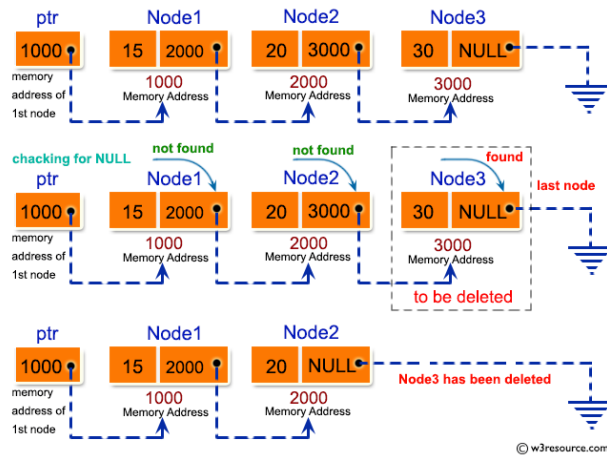 ptr Node1 Node2 Node3
1000 15 2000 20 3000 30 NULL
memory address of 1st node
1000 Memory Address
2000 Memory Address
3000 Memory Address
chacking for NULL not found not found found
ptr Node1 Node2 Node3 last node
1000 15 2000 20 3000 30 NULL
memory address of 1st node
1000 Memory Address
2000 Memory Address
3000 Memory Address
to be deleted
ptr Node1 Node2
1000 15 2000 20 NULL
Node3 has been deleted
memory address of 1st node
1000 Memory Address
2000 Memory Address
© w3resource.com